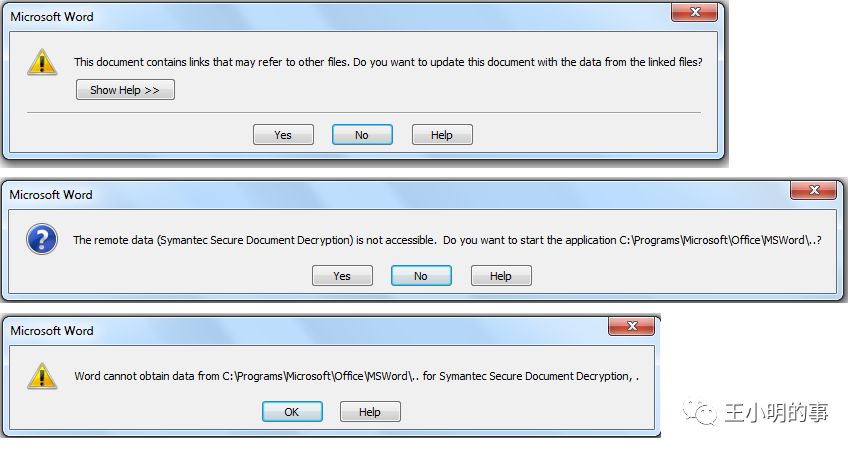 Microsoft Word
This document contains links that may refer to other files. Do you want to update this document with the data from the linked files?
Show Help >>
Yes No Help
Microsoft Word
The remote data (Symantec Secure Document Decryption) is not accessible. Do you want to start the application C:\Programs\Microsoft\Office\MSWord\..?
Yes No Help
Microsoft Word
Word cannot obtain data from C:\Programs\Microsoft\Office\MSWord\.. for Symantec Secure Document Decryption, .
OK Help
王小明的事